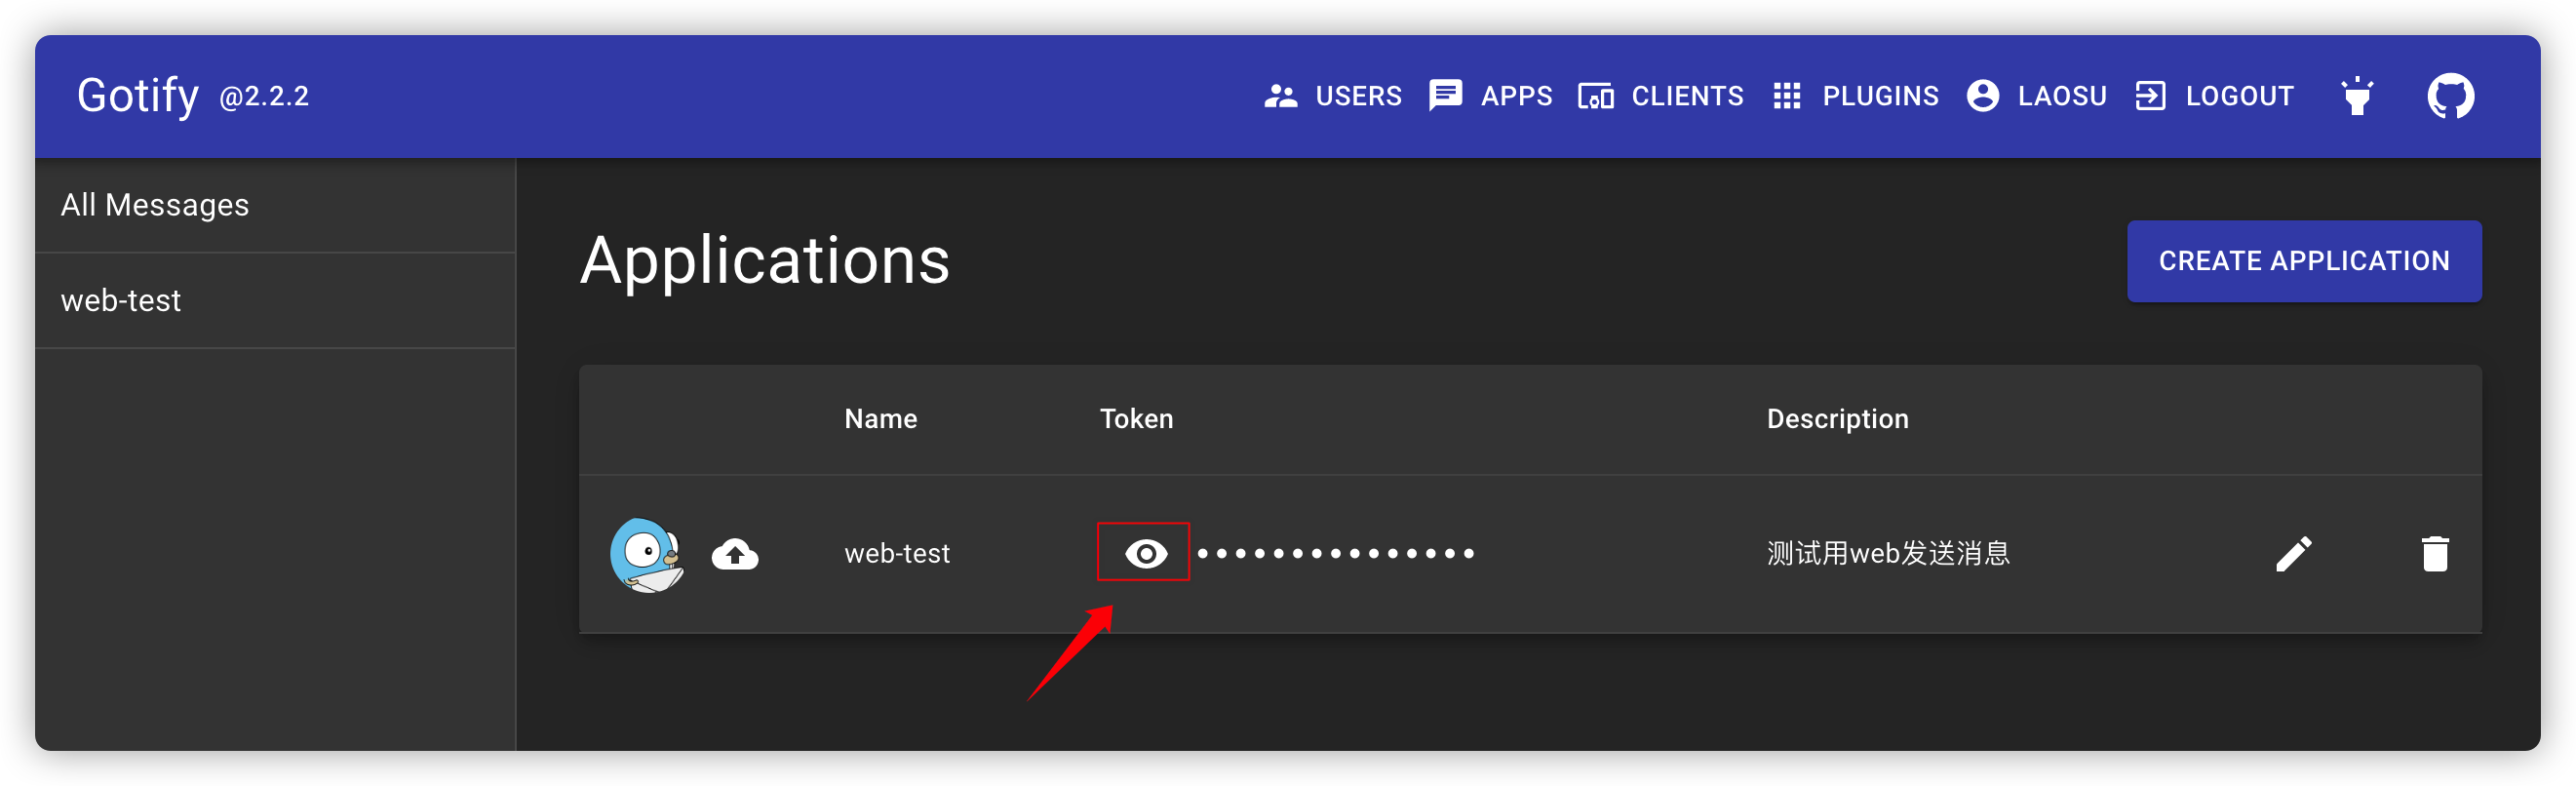 Gotify @2.2.2 USERS APPS CLIENTS PLUGINS LAOSU LOGOUT
All Messages
web-test
Applications
CREATE APPLICATION
Name Token Description
web-test ••••••••••••••• 测试用web发送消息